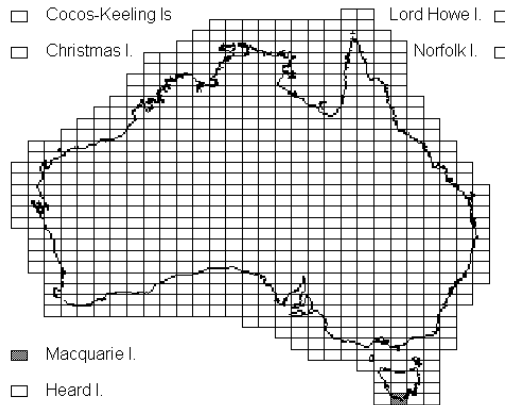 Cocos-Keeling Is
Lord Howe I.
Christmas I.
Norfolk I.
Macquarie I.
Heard I.